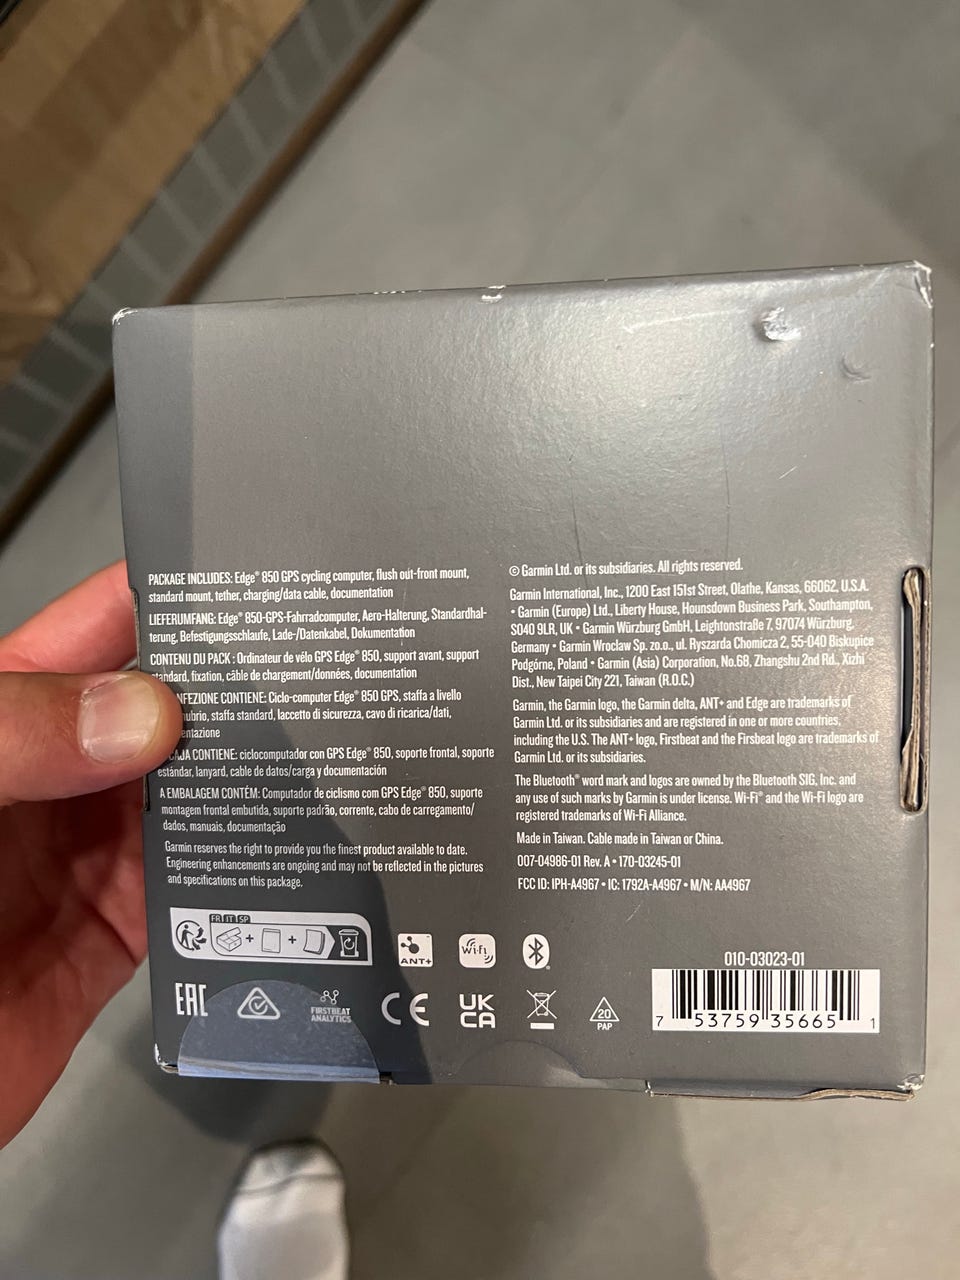 PACKAGE INCLUDES: Edge® 850 GPS cycling computer, flush out-front mount,
standard mount, tether, charging/data cable, documentation
LIEFERUMFANG: Edge® 850-GPS-Fahrradcomputer, Aero-Halterung, Standardhal-
terung, Befestigungsschlaufe, Lade-/Datenkabel, Dokumentation
CONTENU DU PACK : Ordinateur de vélo GPS Edge® 850, support avant, support
standard, fixation, câble de chargement/données, documentation
NFEZIONE CONTIENE: Ciclo-computer Edge® 850 GPS, staffa a livello
nubrio, staffa standard, laccetto di sicurezza, cavo di ricarica/dati,
entazione
CAJA CONTIENE: ciclocomputador con GPS Edge® 850, soporte frontal, soporte
estándar, lanyard, cable de datos/carga y documentación
A EMBALAGEM CONTÉM: Computador de ciclismo com GPS Edge® 850, suporte
montagem frontal embutida, suporte padrão, corrente, cabo de carregamento/
dados, manuais, documentação
Garmin reserves the right to provide you the finest product available to date.
Engineering enhancements are ongoing and may not be reflected in the pictures
and specifications on this package.
FR IT SP
EAC
FIRSTBEAT
ANALYTICS
© Garmin Ltd. or its subsidiaries. All rights reserved.
Garmin International, Inc., 1200 East 151st Street, Olathe, Kansas, 66062, U.S.A.
• Garmin (Europe) Ltd., Liberty House, Hounsdown Business Park, Southampton,
SO40 9LR, UK • Garmin Würzburg GmbH, Leightonstraße 7, 97074 Würzburg,
Germany • Garmin Wroclaw Sp. zo.o., ul. Ryszarda Chomicza 2, 55-040 Biskupice
Podgórne, Poland • Garmin (Asia) Corporation, No.68, Zhangshu 2nd Rd., Xizhi
Dist., New Taipei City 221, Taiwan (R.O.C.)
Garmin, the Garmin logo, the Garmin delta, ANT+ and Edge are trademarks of
Garmin Ltd. or its subsidiaries and are registered in one or more countries,
including the U.S. The ANT+ logo, Firstbeat and the Firsbeat logo are trademarks of
Garmin Ltd. or its subsidiaries.
The Bluetooth® word mark and logos are owned by the Bluetooth SIG, Inc. and
any use of such marks by Garmin is under license. Wi-Fi® and the Wi-Fi logo are
registered trademarks of Wi-Fi Alliance.
Made in Taiwan. Cable made in Taiwan or China.
007-04986-01 Rev. A • 170-03245-01
FCC ID: IPH-A4967 • IC: 1792A-A4967 • M/N: AA4967
ANT+
Wi-Fi
CE
UK
CA
20
PAP
010-03023-01
7 53759 35665 1